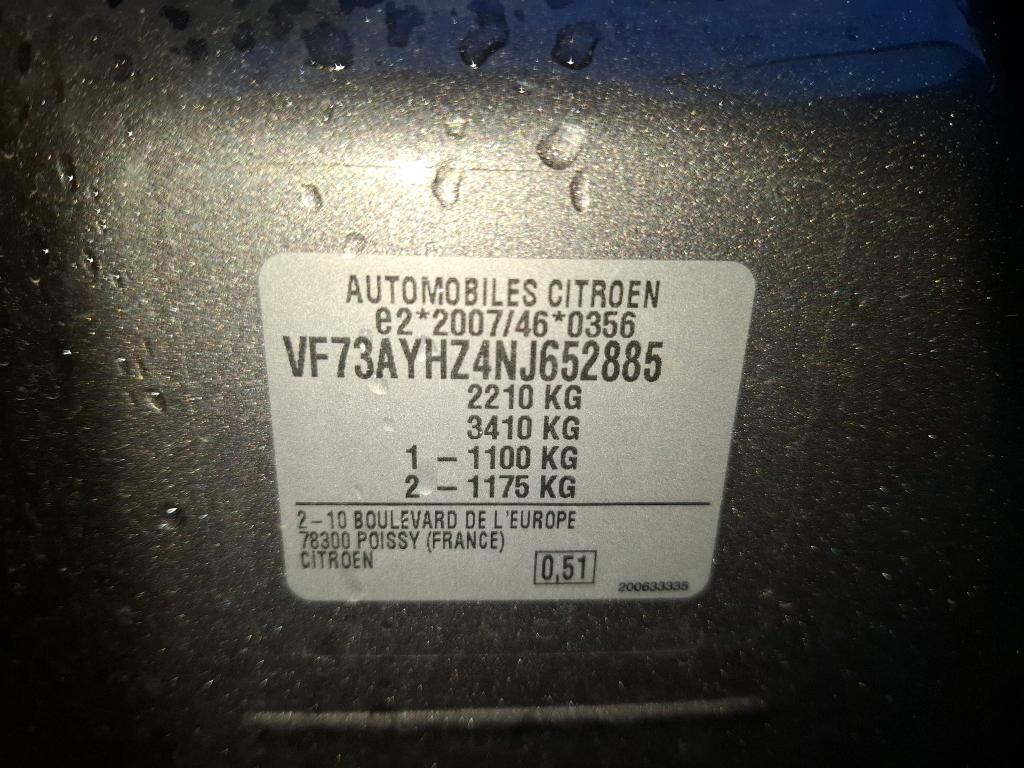 AUTOMOBILES CITROEN
e2*2007/46*0356
VF73AYHZ4NJ652885
2210 KG
3410 KG
1 – 1100 KG
2 – 1175 KG
2–10 BOULEVARD DE L'EUROPE
78300 POISSY (FRANCE)
CITROEN
0,51
200633335